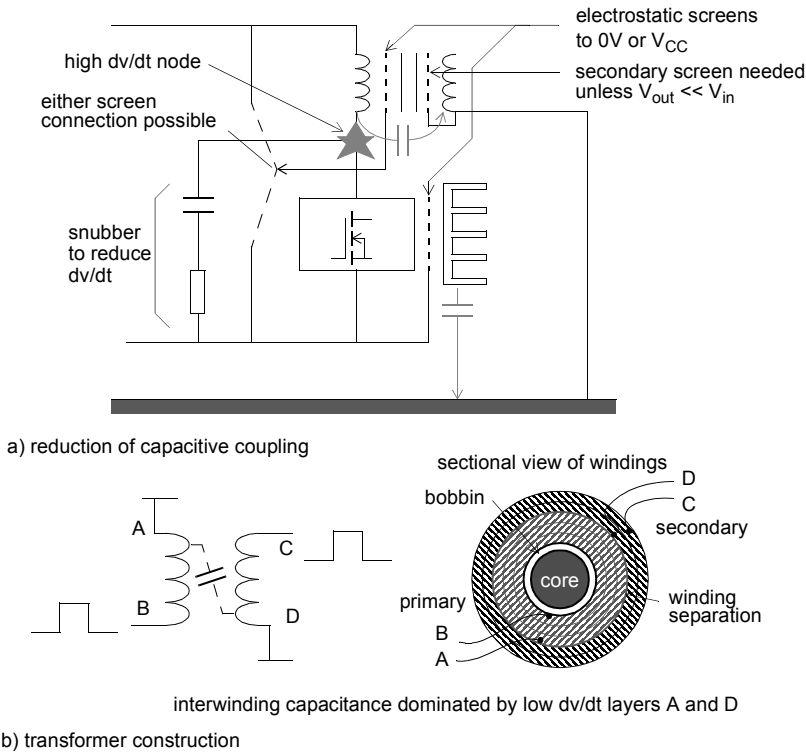 electrostatic screens
to 0V or VCC
high dv/dt node
secondary screen needed
unless Vout << Vin
either screen
connection possible
snubber
to reduce
dv/dt
a) reduction of capacitive coupling
sectional view of windings
D
bobbin
C
A
secondary
C
core
primary
winding
separation
B
D
B
A
interwinding capacitance dominated by low dv/dt layers A and D
b) transformer construction